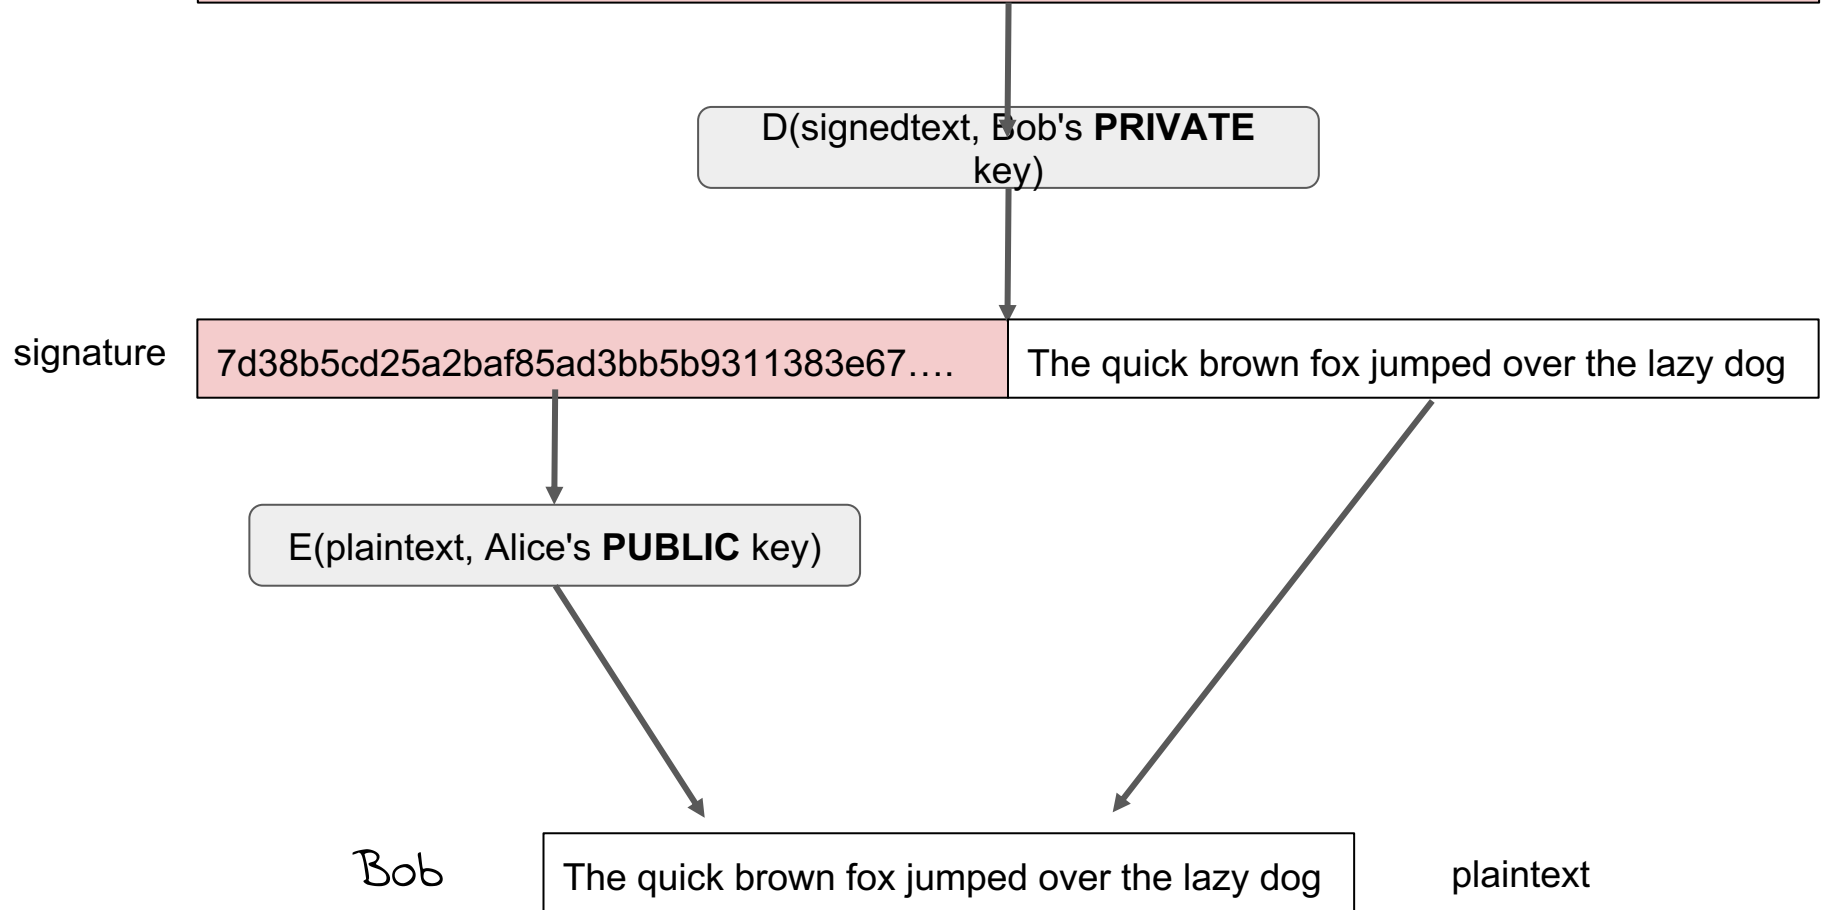 D(signedtext, Bob's PRIVATE
key)
signature
7d38b5cd25a2baf85ad3bb5b9311383e67….
The quick brown fox jumped over the lazy dog
E(plaintext, Alice's PUBLIC key)
Bob
The quick brown fox jumped over the lazy dog
plaintext